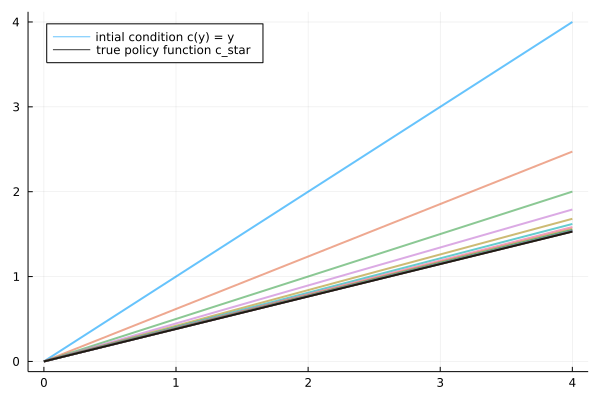 4
intial condition c(y) = y
true policy function c_star
3
2
1
0
0 1 2 3 4